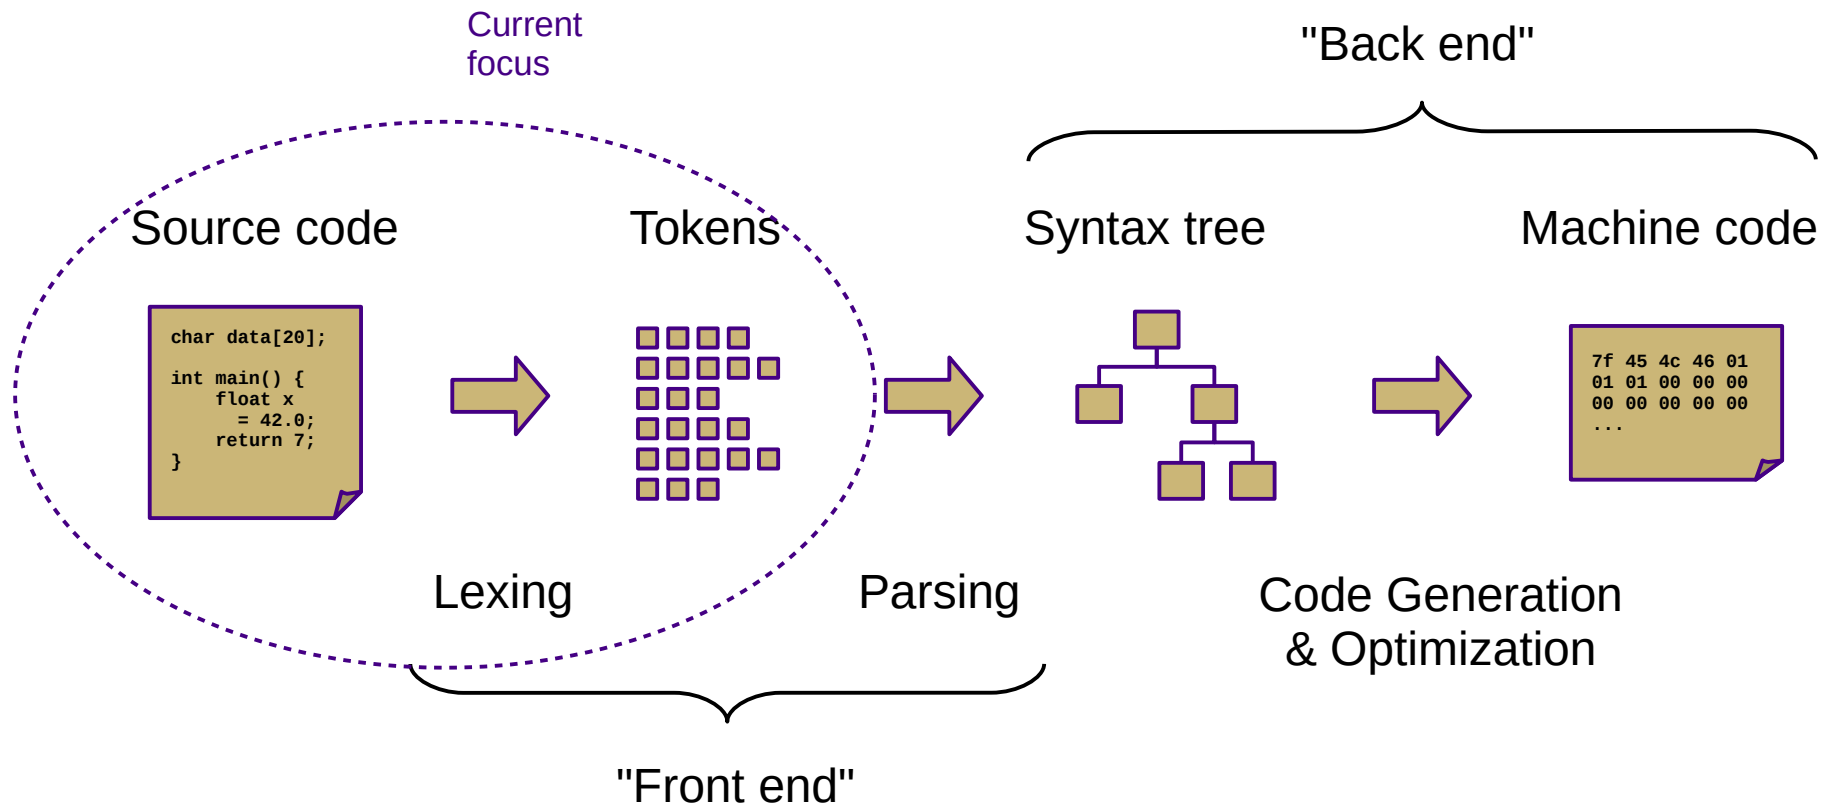 Current
focus
"Back end"
Source code
Tokens
Syntax tree
Machine code
char data[20];
int main() {
    float x
      = 42.0;
    return 7;
}
7f 45 4c 46 01
01 01 00 00 00
00 00 00 00 00
...
Lexing
Parsing
Code Generation
& Optimization
"Front end"